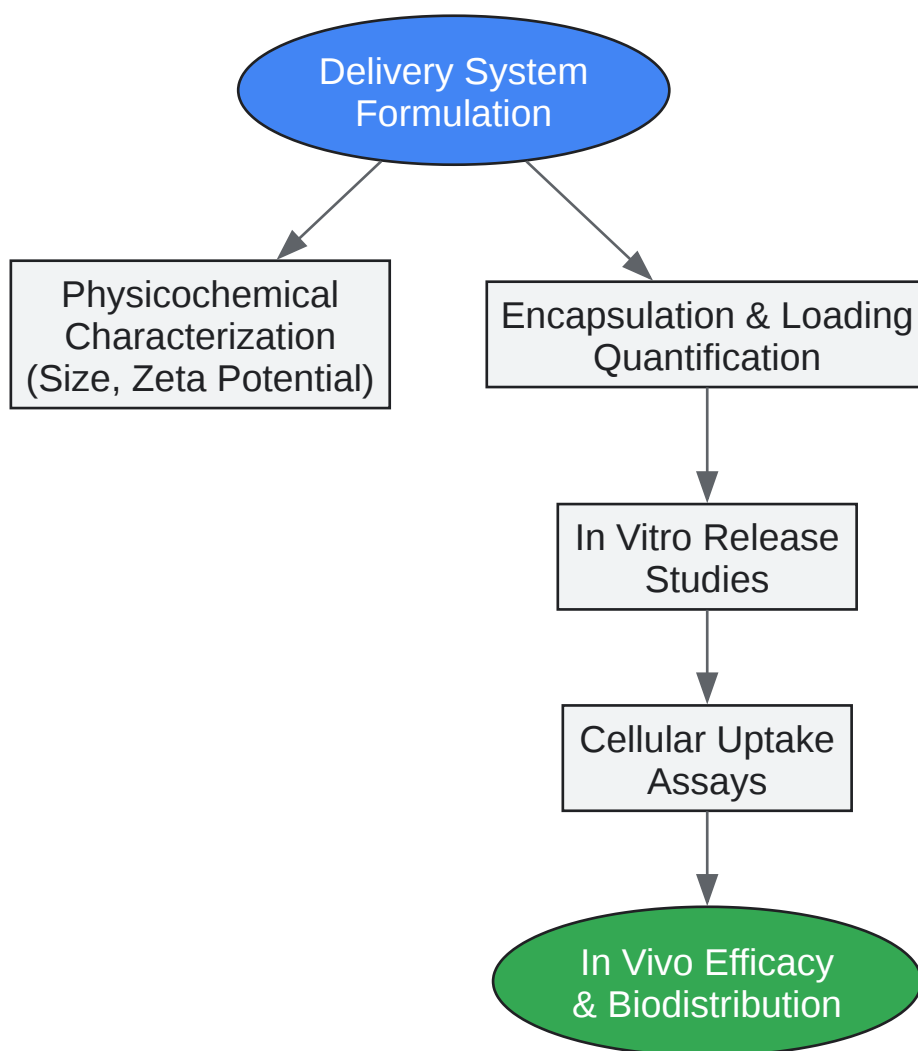 Delivery System
Formulation
Physicochemical
Characterization
(Size, Zeta Potential)
Encapsulation & Loading
Quantification
In Vitro Release
Studies
Cellular Uptake
Assays
In Vivo Efficacy
& Biodistribution